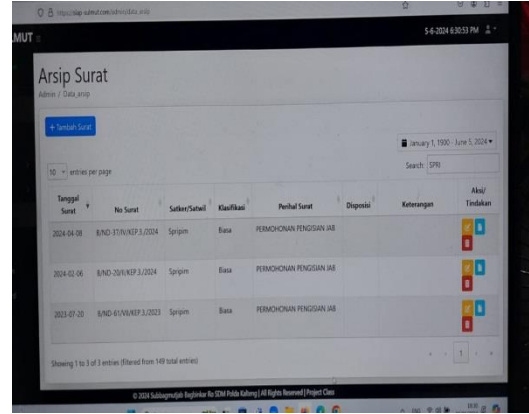 5-6-2024 6:30:53 PM
MUT
Arsip Surat
Admin / Data_arsip
+ Tambah Surat
January 1, 1900 - June 5, 2024
10 entries per page
Search: SPRI
Tanggal Surat No Surat Satker/Satwil Klasifikasi Perihal Surat Disposisi Keterangan Aksi/ Tindakan
2024-04-08 B/ND-37/IV/KEP.3./2024 Spripim Biasa PERMOHONAN PENGISIAN JAB
2024-02-06 B/ND-20/II/KEP.3./2024 Spripim Biasa PERMOHONAN PENGISIAN JAB
2023-07-20 B/ND-61/VII/KEP.3./2023 Spripim Biasa PERMOHONAN PENGISIAN JAB
Showing 1 to 3 of 3 entries (filtered from 149 total entries)
1
© 2024 Subbagmutjab Bagbinkar Ro SDM Polda Kalteng | All Rights Reserved | Project Class